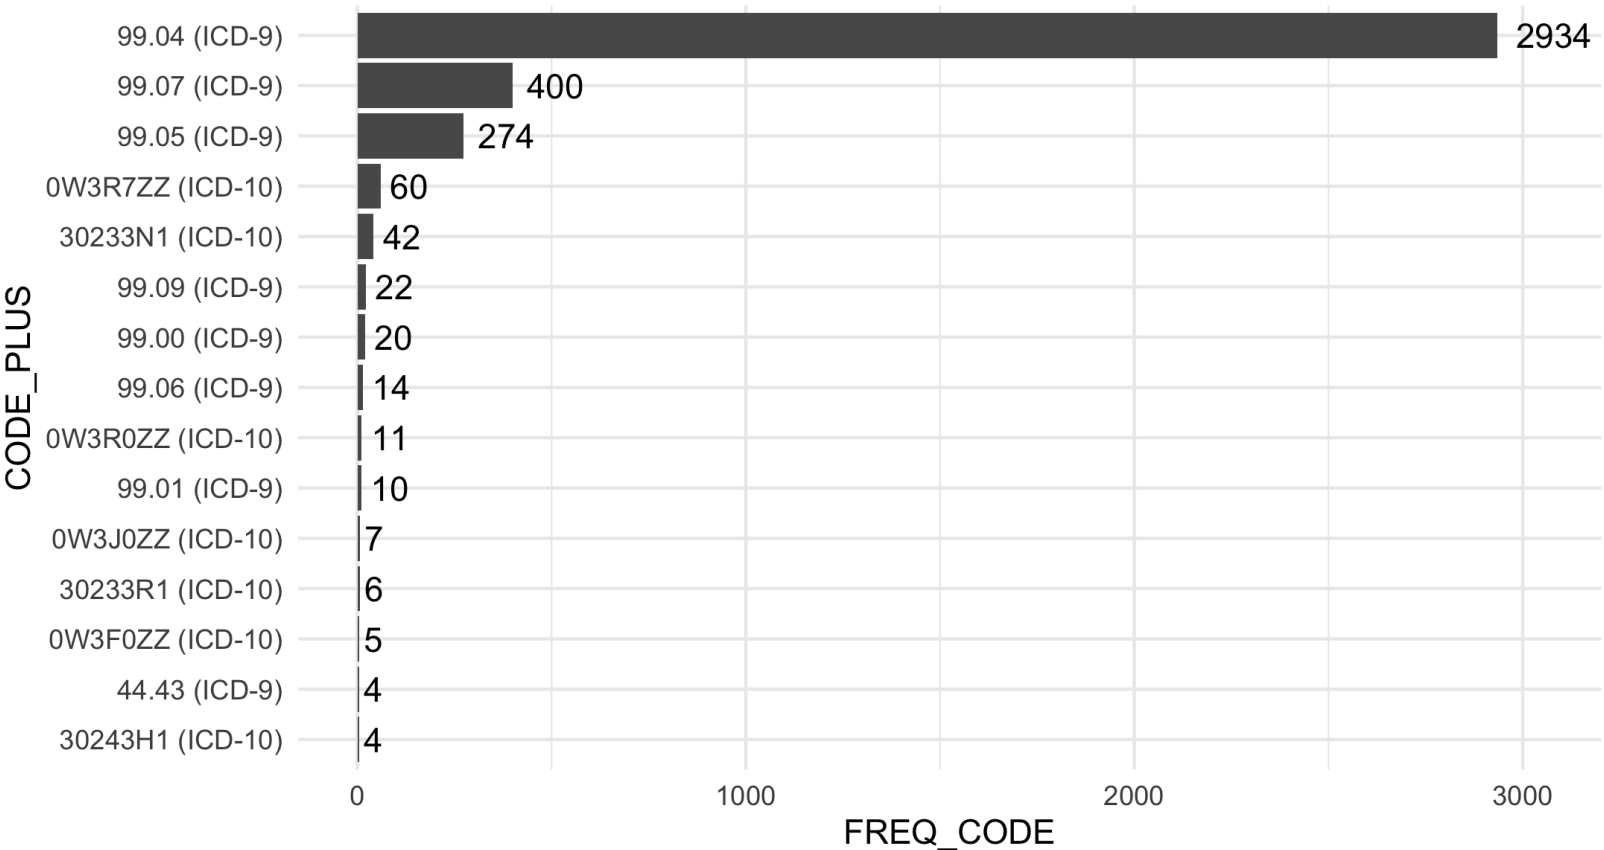 CODE_PLUS
99.04 (ICD-9) 2934
99.07 (ICD-9) 400
99.05 (ICD-9) 274
0W3R7ZZ (ICD-10) 60
30233N1 (ICD-10) 42
99.09 (ICD-9) 22
99.00 (ICD-9) 20
99.06 (ICD-9) 14
0W3R0ZZ (ICD-10) 11
99.01 (ICD-9) 10
0W3J0ZZ (ICD-10) 7
30233R1 (ICD-10) 6
0W3F0ZZ (ICD-10) 5
44.43 (ICD-9) 4
30243H1 (ICD-10) 4
0 1000 2000 3000
FREQ_CODE